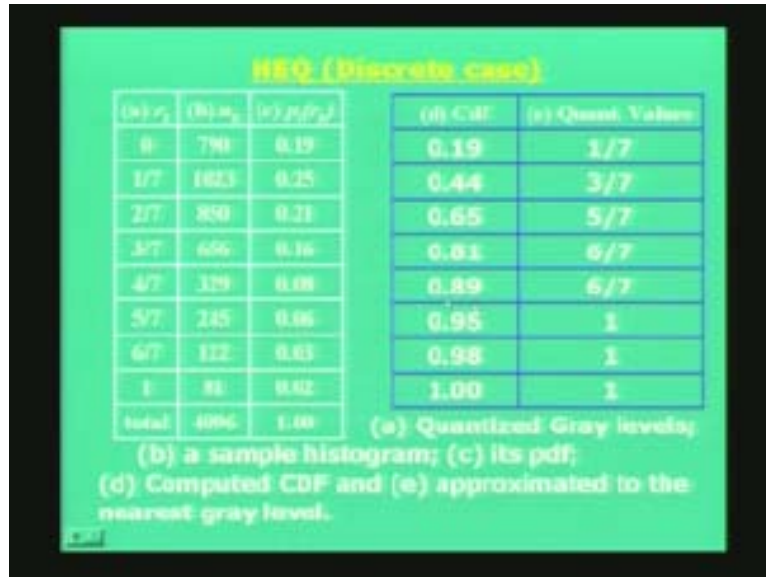 HEQ (Discrete case)
(a) rk (b) nk (c) pr(rk)
0 790 0.19
1/7 1023 0.25
2/7 850 0.21
3/7 656 0.16
4/7 329 0.08
5/7 245 0.06
6/7 122 0.03
1 81 0.02
total 4096 1.00
(d) Cdf (e) Quant. Values
0.19 1/7
0.44 3/7
0.65 5/7
0.81 6/7
0.89 6/7
0.95 1
0.98 1
1.00 1
(a) Quantized Gray levels;
(b) a sample histogram; (c) its pdf;
(d) Computed CDF and (e) approximated to the
nearest gray level.